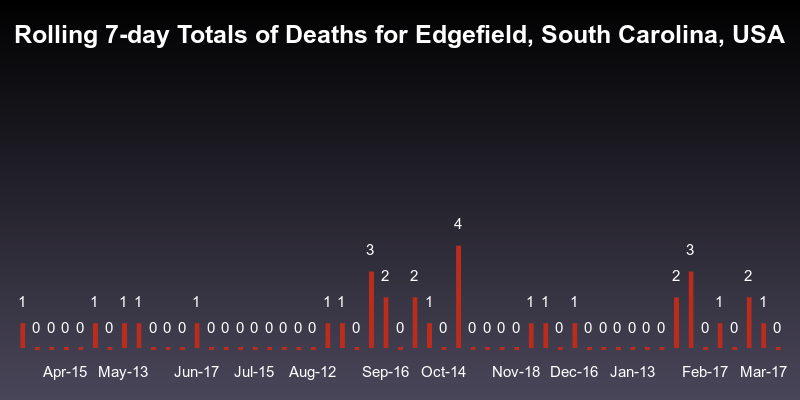 Rolling 7-day Totals of Deaths for Edgefield, South Carolina, USA
4
3 3
2 2 2 2
1 1 1 1 1 1 1 1 1 1 1 1 1
0 0 0 0 0 0 0 0 0 0 0 0 0 0 0 0 0 0 0 0 0 0 0 0 0 0 0 0 0 0 0 0 0
Apr-15 May-13 Jun-17 Jul-15 Aug-12 Sep-16 Oct-14 Nov-18 Dec-16 Jan-13 Feb-17 Mar-17